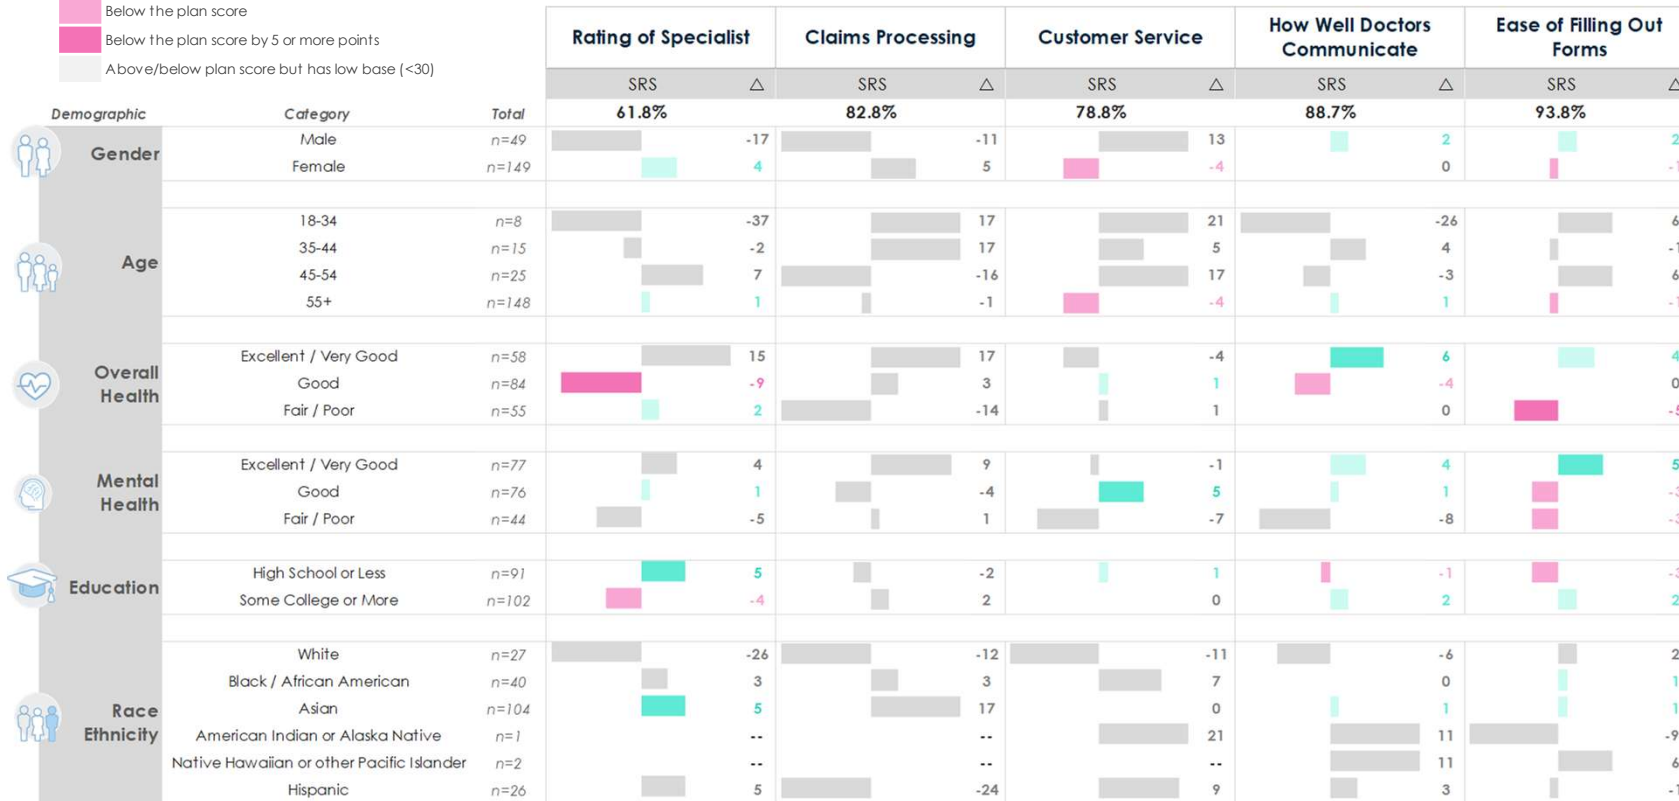 Below the plan score
Below the plan score by 5 or more points
Above/below plan score but has low base (<30)
Rating of Specialist Claims Processing Customer Service How Well Doctors Communicate Ease of Filling Out Forms
SRS △ SRS △ SRS △ SRS △ SRS △
Demographic Category Total 61.8% 82.8% 78.8% 88.7% 93.8%
Gender
Male n=49 -17 -11 13 2 2
Female n=149 4 5 -4 0 -1
Age
18-34 n=8 -37 17 21 -26 6
35-44 n=15 -2 17 5 4 -1
45-54 n=25 7 -16 17 -3 6
55+ n=148 1 -1 -4 1 -1
Overall Health
Excellent / Very Good n=58 15 17 -4 6 4
Good n=84 -9 3 1 -4 0
Fair / Poor n=55 2 -14 1 0 -5
Mental Health
Excellent / Very Good n=77 4 9 -1 4 5
Good n=76 1 -4 5 1 -3
Fair / Poor n=44 -5 1 -7 -8 -3
Education
High School or Less n=91 5 -2 1 -1 -3
Some College or More n=102 -4 2 0 2 2
Race Ethnicity
White n=27 -26 -12 -11 -6 2
Black / African American n=40 3 3 7 0 1
Asian n=104 5 17 0 1 1
American Indian or Alaska Native n=1 -- -- 21 11 -9
Native Hawaiian or other Pacific Islander n=2 -- -- -- 11 6
Hispanic n=26 5 -24 9 3 -1